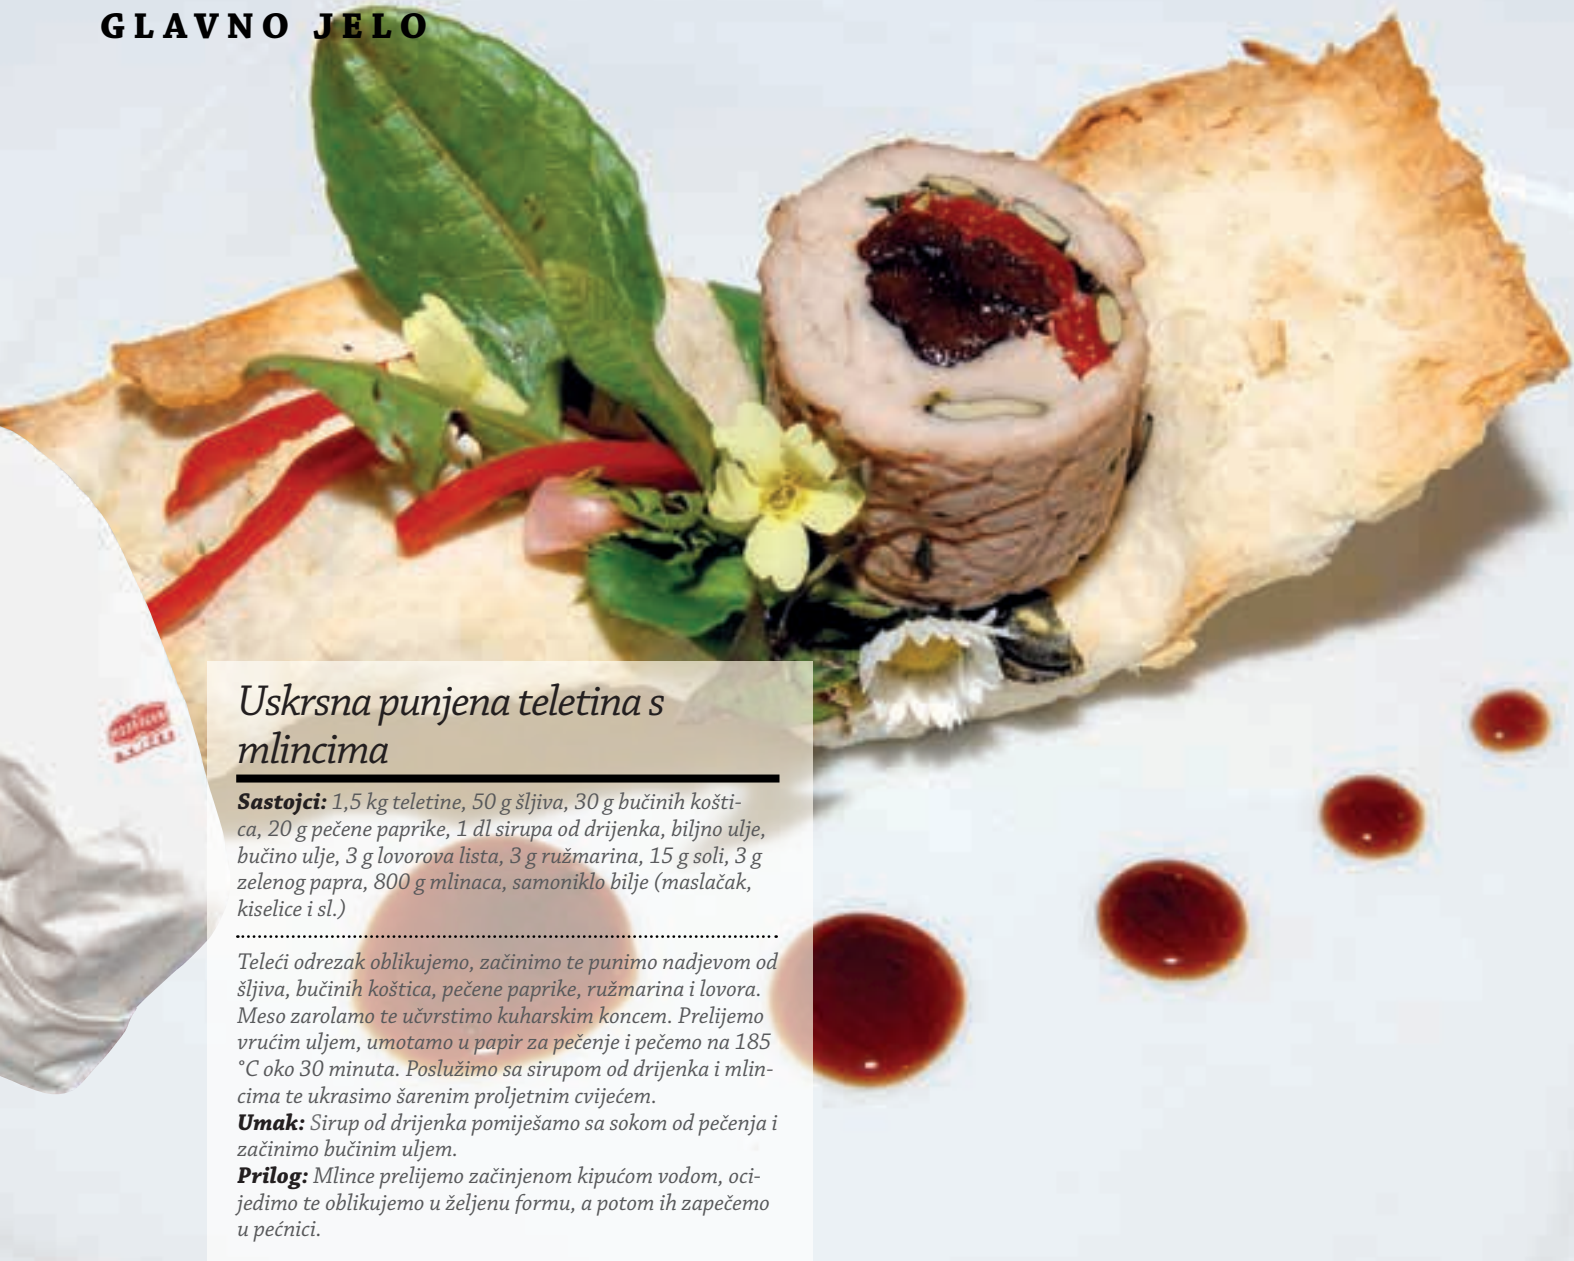 GLAVNO JELO
Uskrsna punjena teletina s
mlincima
Sastojci: 1,5 kg teletine, 50 g šljiva, 30 g bučinih košti-
ca, 20 g pečene paprike, 1 dl sirupa od drijenka, biljno ulje,
bučino ulje, 3 g lovorova lista, 3 g ružmarina, 15 g soli, 3 g
zelenog papra, 800 g mlinaca, samoniklo bilje (maslačak,
kiselice i sl.)
Teleći odrezak oblikujemo, začinimo te punimo nadjevom od
šljiva, bučinih koštica, pečene paprike, ružmarina i lovora.
Meso zarolamo te učvrstimo kuharskim koncem. Prelijemo
vrućim uljem, umotamo u papir za pečenje i pečemo na 185
°C oko 30 minuta. Poslužimo sa sirupom od drijenka i mlin-
cima te ukrasimo šarenim proljetnim cvijećem.
Umak: Sirup od drijenka pomiješamo sa sokom od pečenja i
začinimo bučinim uljem.
Prilog: Mlince prelijemo začinjenom kipućom vodom, oci-
jedimo te oblikujemo u željenu formu, a potom ih zapečemo
u pećnici.